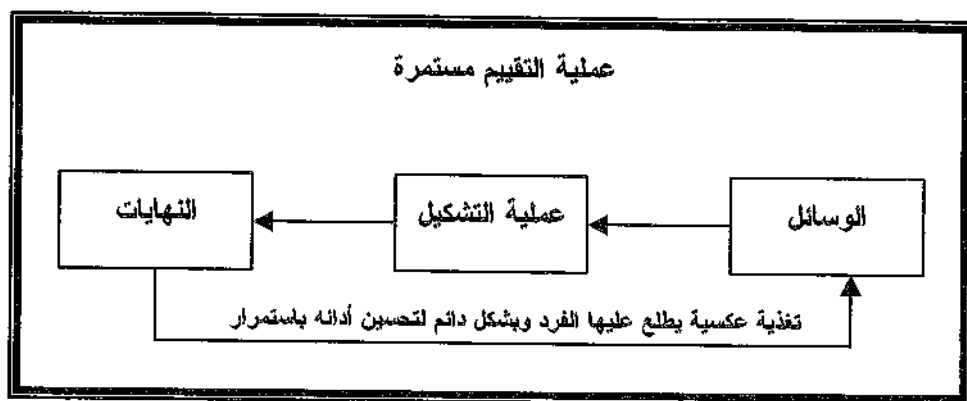 عملية التقييم مستمرة
الوسائل
عملية التشكيل
النهايات
تغذية عكسية يطلع عليها الفرد وبشكل دائم لتحسين أدائه باستمرار